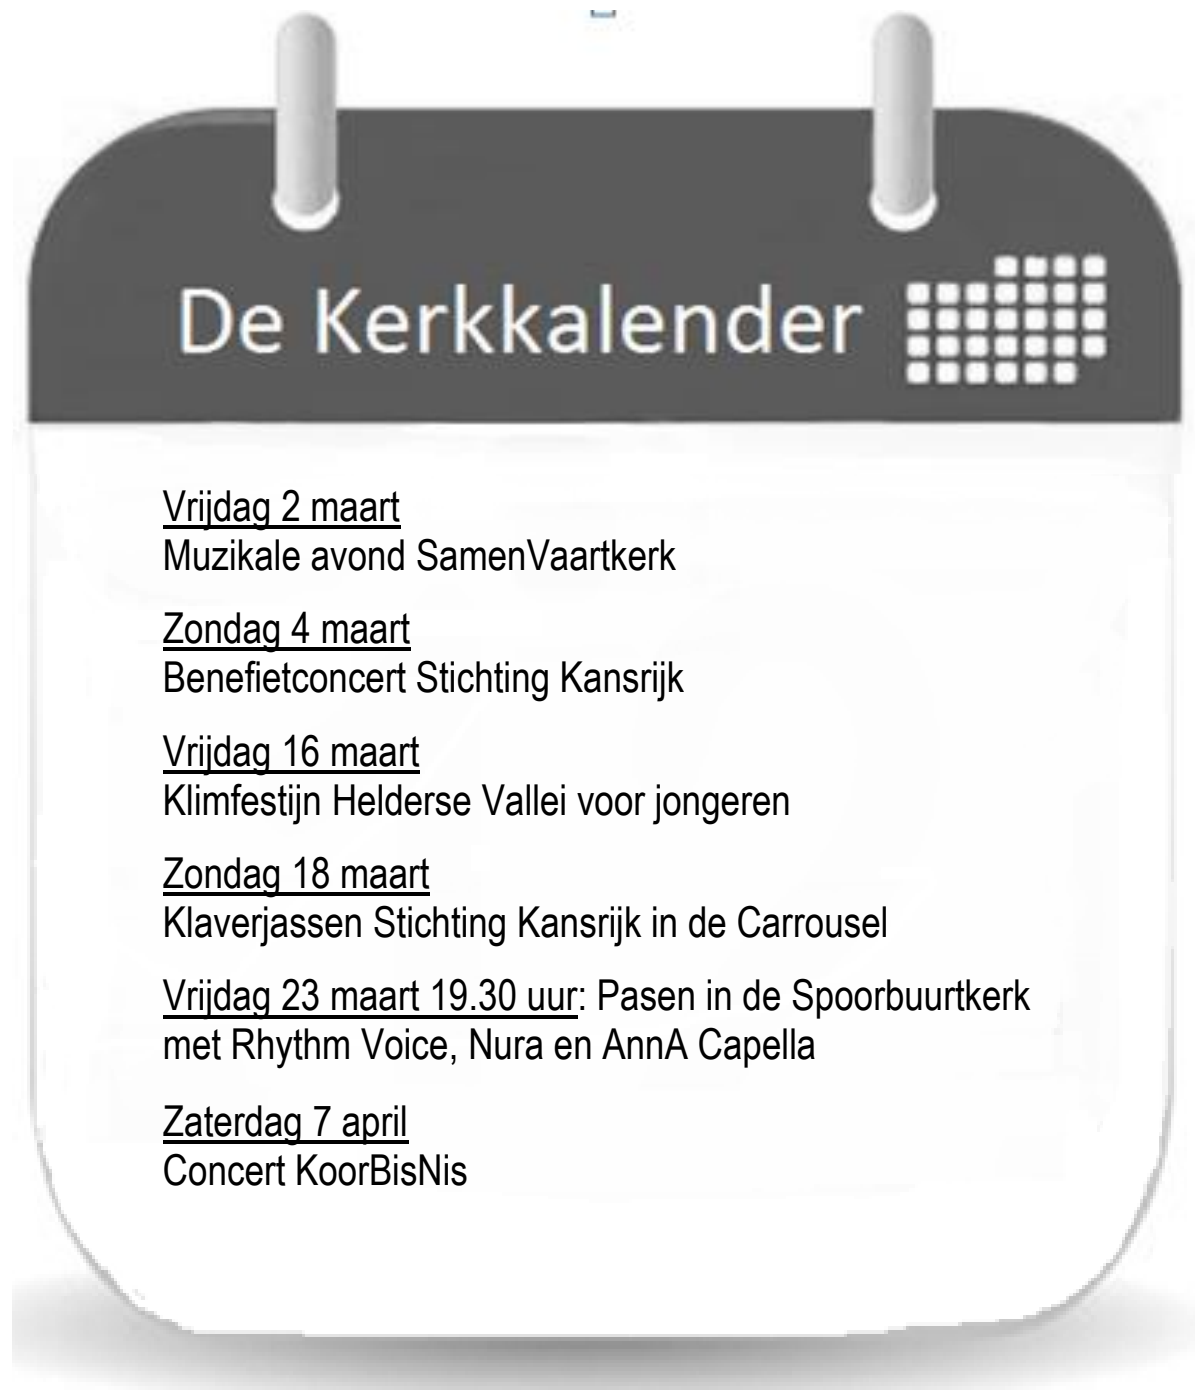 De Kerkkalender
Vrijdag 2 maart
Muzikale avond SamenVaartkerk
Zondag 4 maart
Benefietconcert Stichting Kansrijk
Vrijdag 16 maart
Klimfestijn Helderse Vallei voor jongeren
Zondag 18 maart
Klaverjassen Stichting Kansrijk in de Carrousel
Vrijdag 23 maart 19.30 uur: Pasen in de Spoorbuurtkerk
met Rhythm Voice, Nura en AnnA Capella
Zaterdag 7 april
Concert KoorBisNis